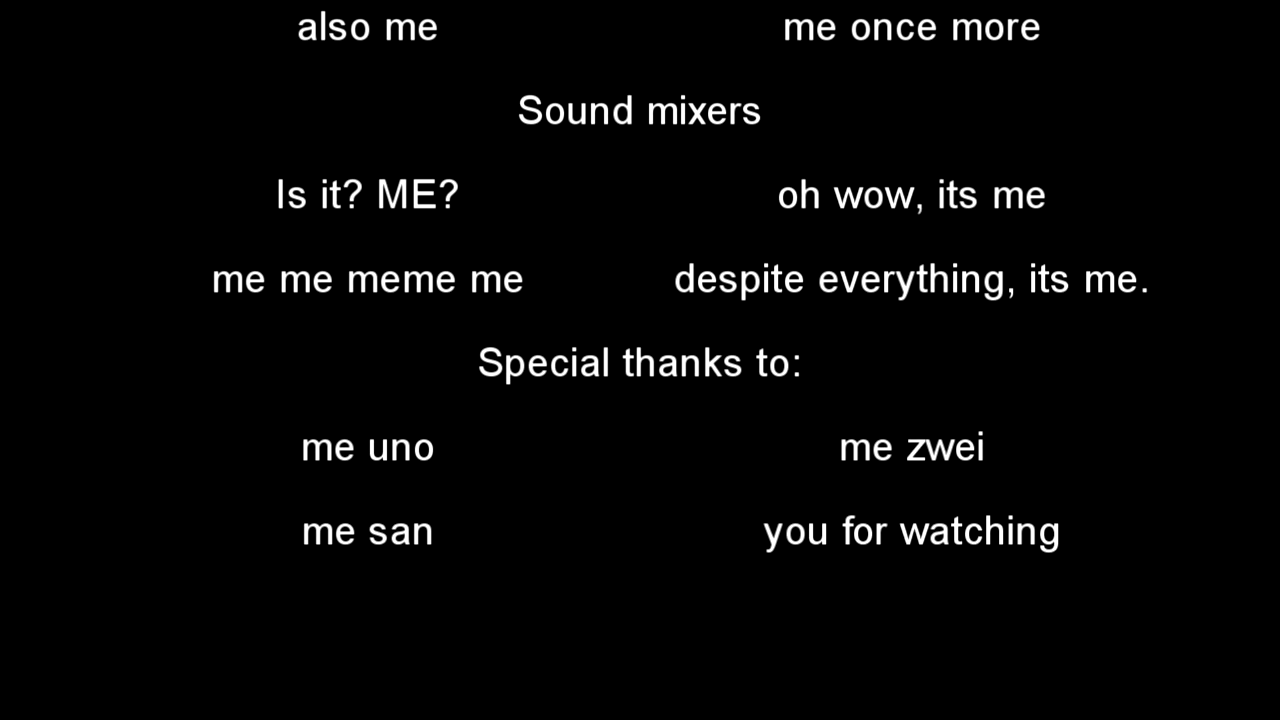 also me me once more
Sound mixers
Is it? ME? oh wow, its me
me me meme me despite everything, its me.
Special thanks to:
me uno me zwei
me san you for watching